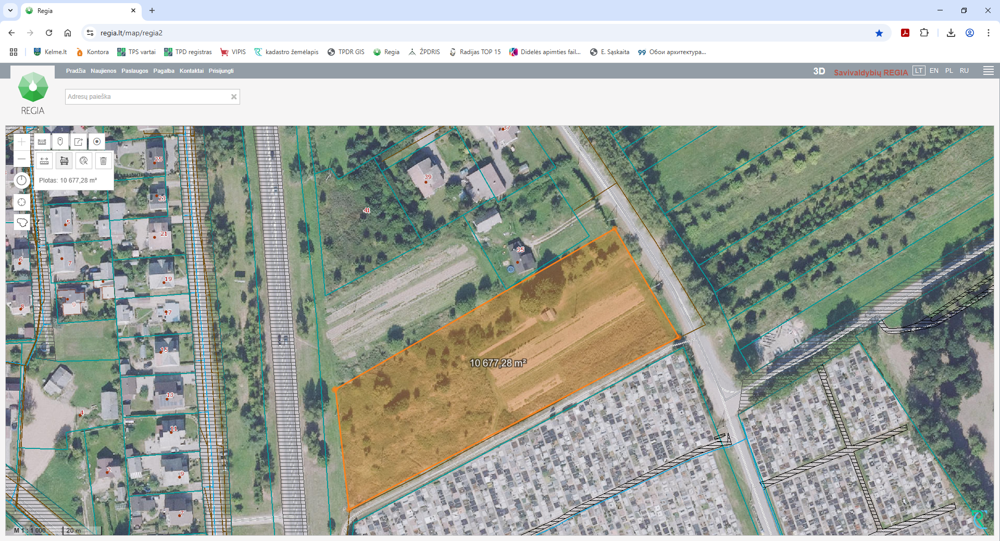 Regia
regia.lt/map/regia2
Kelme.lt
Kontora
TPS vartai
TPD registras
VIPIS
kadastro žemėlapis
TPDR GIS
Regia
ŽPDRIS
Radijas TOP 15
Didelės apimties fail...
E. Sąskaita
Обои архитектура...
Pradžia Naujienos Paslaugos Pagalba Kontaktai Prisijungti
3D Savivaldybių REGIA LT EN PL RU
Adresų paieška
REGIA
Plotas: 10 677,28 m²
37
25
39
23
41
5
21
35
6
7
19
8
9
17
15
10 677,28 m²
13
4
11
2
9
7
M 1 : 1 000 20 m